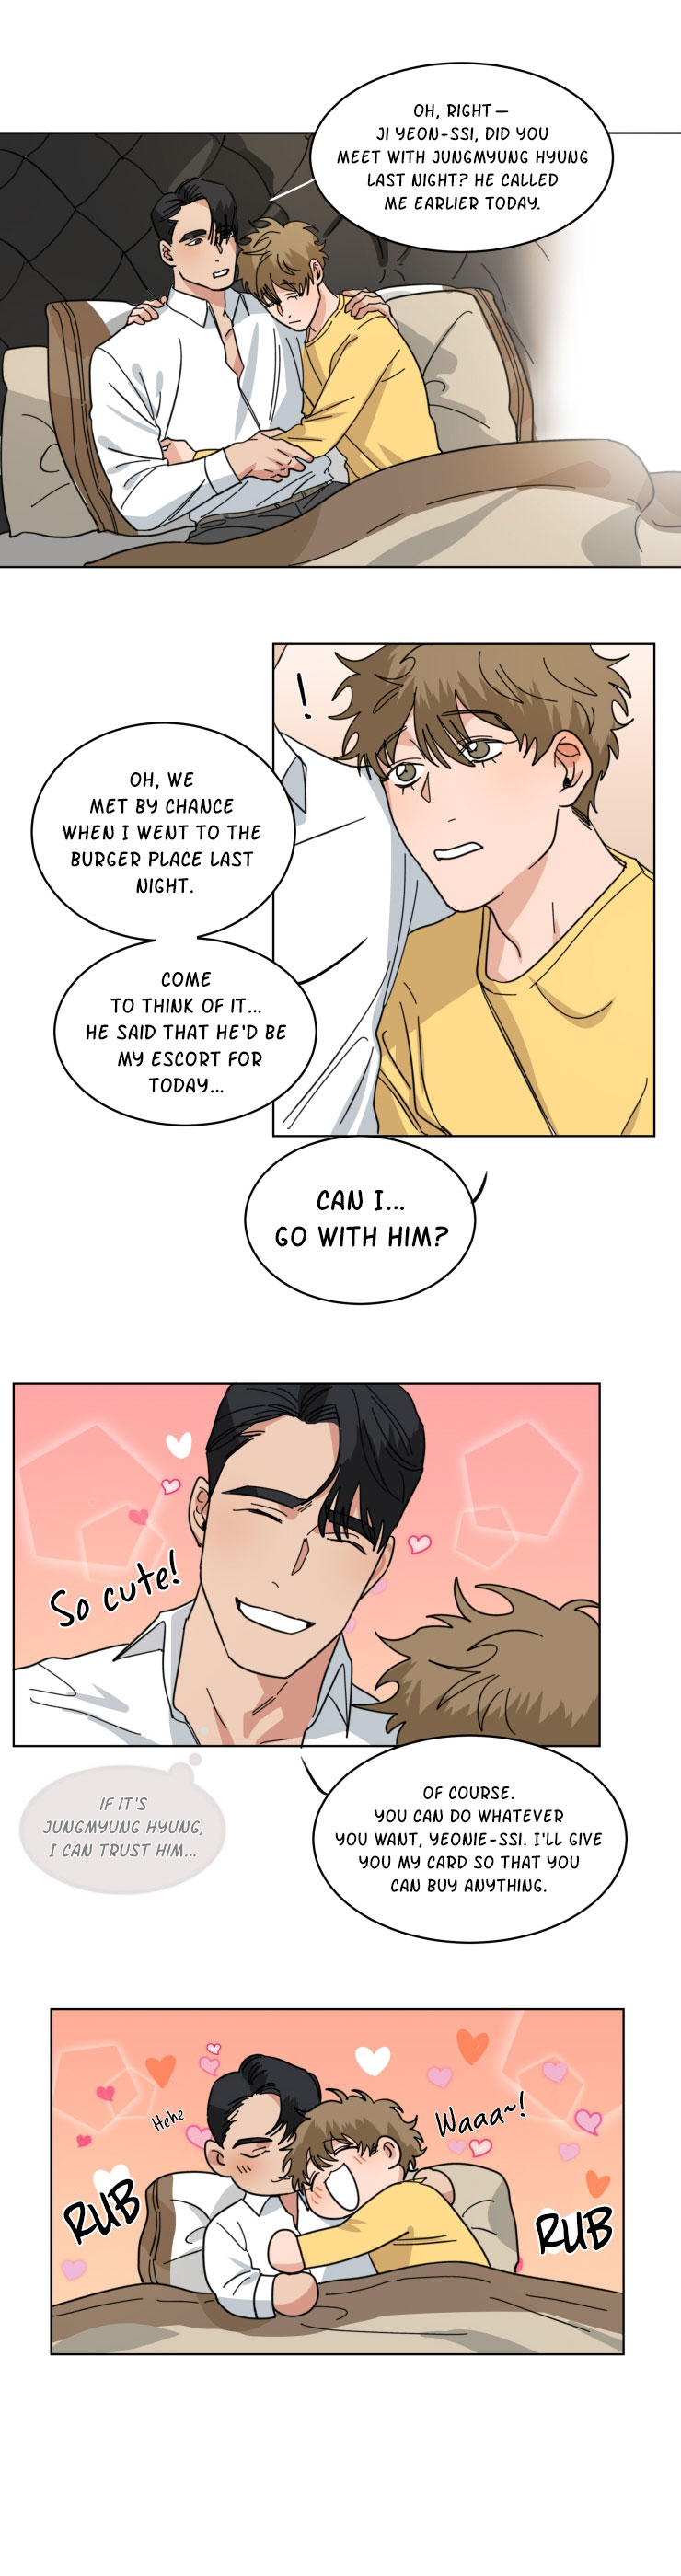 OH, RIGHT—
JI YEON-SSI, DID YOU
MEET WITH JUNGMYUNG HYUNG
LAST NIGHT? HE CALLED
ME EARLIER TODAY.
!
OH, WE
MET BY CHANCE
WHEN I WENT TO THE
BURGER PLACE LAST
NIGHT.
COME
TO THINK OF IT...
HE SAID THAT HE'D BE
MY ESCORT FOR
TODAY...
CAN I...
GO WITH HIM?
So cute!
IF IT'S
JUNGMYUNG HYUNG,
I CAN TRUST HIM...
OF COURSE.
YOU CAN DO WHATEVER
YOU WANT, YEONIE-SSI. I'LL GIVE
YOU MY CARD SO THAT YOU
CAN BUY ANYTHING.
Hehe
Waaa~!
RUB
RUB